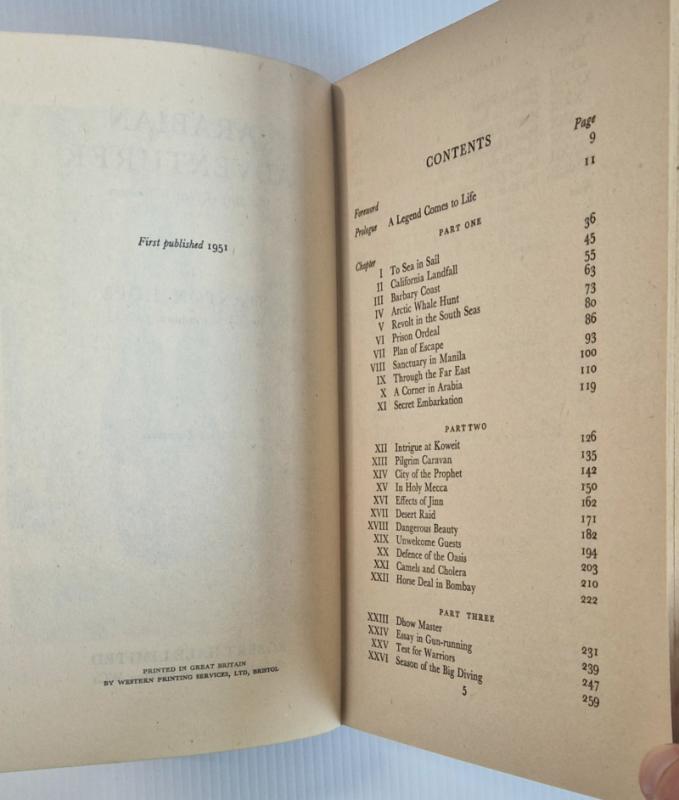 First published 1951
PRINTED IN GREAT BRITAIN
BY WESTERN PRINTING SERVICES, LTD, BRISTOL
CONTENTS
Page
Foreword 9
Prologue A Legend Comes to Life 11
PART ONE
Chapter
I To Sea in Sail 36
II California Landfall 45
III Barbary Coast 55
IV Arctic Whale Hunt 63
V Revolt in the South Seas 73
VI Prison Ordeal 80
VII Plan of Escape 86
VIII Sanctuary in Manila 93
IX Through the Far East 100
X A Corner in Arabia 110
XI Secret Embarkation 119
PART TWO
XII Intrigue at Koweit 126
XIII Pilgrim Caravan 135
XIV City of the Prophet 142
XV In Holy Mecca 150
XVI Effects of Jinn 162
XVII Desert Raid 171
XVIII Dangerous Beauty 182
XIX Unwelcome Guests 194
XX Defence of the Oasis 203
XXI Camels and Cholera 210
XXII Horse Deal in Bombay 222
PART THREE
XXIII Dhow Master 231
XXIV Essay in Gun-running 239
XXV Test for Warriors 247
XXVI Season of the Big Diving 259
5